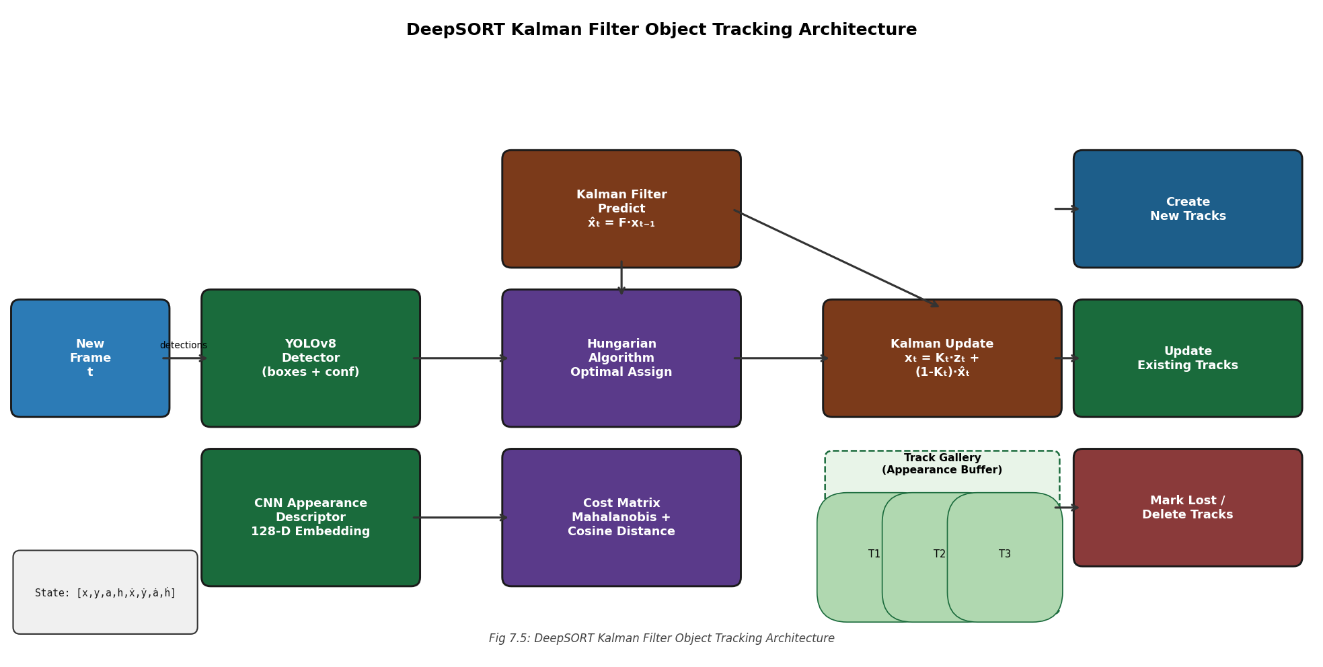 DeepSORT Kalman Filter Object Tracking Architecture
Kalman Filter
Predict
x̂ₜ = F·xₜ₋₁
Create
New Tracks
New
Frame
t
detections
YOLOv8
Detector
(boxes + conf)
Hungarian
Algorithm
Optimal Assign
Kalman Update
xₜ = Kₜ·zₜ +
(1-Kₜ)·x̂ₜ
Update
Existing Tracks
CNN Appearance
Descriptor
128-D Embedding
Cost Matrix
Mahalanobis +
Cosine Distance
Track Gallery
(Appearance Buffer)
T1
T2
T3
Mark Lost /
Delete Tracks
State: [x,y,a,h,ẋ,ẏ,ȧ,ḣ]
Fig 7.5: DeepSORT Kalman Filter Object Tracking Architecture